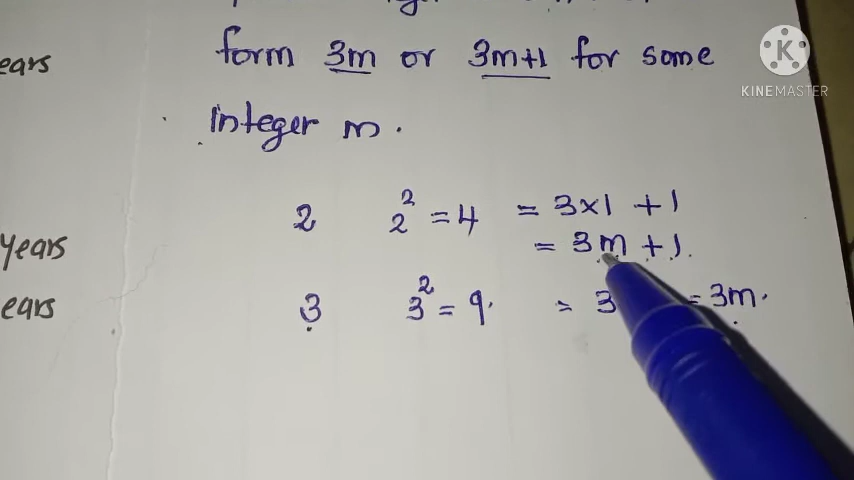 form 3m or 3m+1 for some
integer m.
2 2² = 4 = 3×1 + 1
= 3m + 1.
3 3² = 9. = 3 = 3m.
ears
years
ears
KINEMASTER